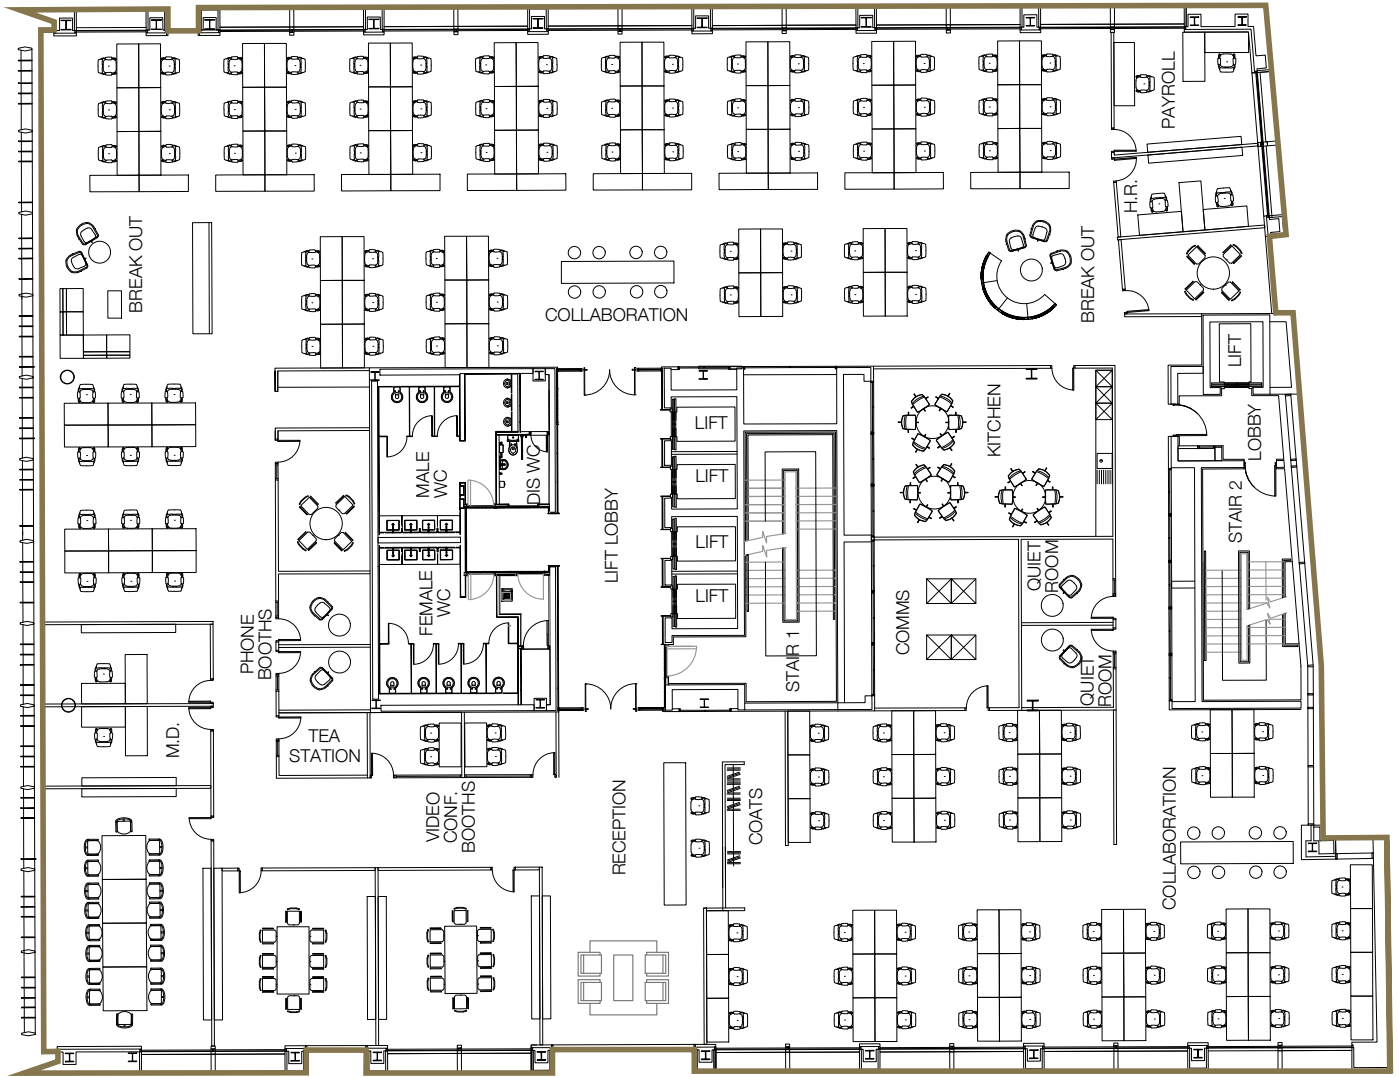 PAYROLL
H.R.
BREAK OUT
COLLABORATION
BREAK OUT
LIFT
LOBBY
STAIR 2
KITCHEN
LIFT
LIFT
LIFT
LIFT
MALE
WC
DIS WC
LIFT LOBBY
FEMALE
WC
STAIR 1
COMMS
QUIET
ROOM
QUIET
ROOM
PHONE
BOOTHS
M.D.
TEA
STATION
VIDEO
CONF.
BOOTHS
RECEPTION
COATS
COLLABORATION